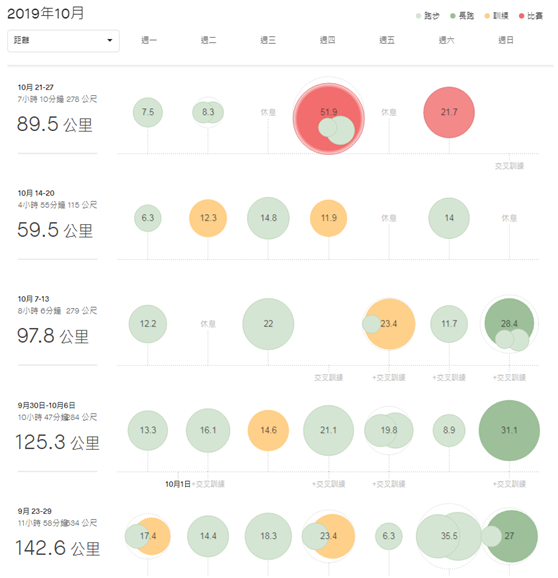 2019年10月
跑步 長跑 訓練 比賽
距離 週一 週二 週三 週四 週五 週六 週日
10月 21-27
7小時 10分鐘 278 公尺
89.5 公里
7.5 8.3 休息 51.9 休息 21.7
交叉訓練
10月 14-20
4小時 55分鐘 115 公尺
59.5 公里
6.3 12.3 14.8 11.9 休息 14 休息
10月 7-13
8小時 6分鐘 279 公尺
97.8 公里
12.2 休息 22 23.4 11.7 28.4
交叉訓練 +交叉訓練 +交叉訓練 +交叉訓練
9月30日-10月6日
10小時 47分鐘 284 公尺
125.3 公里
13.3 16.1 14.6 21.1 19.8 8.9 31.1
10月1日 +交叉訓練 +交叉訓練 +交叉訓練 +交叉訓練
9月 23-29
11小時 58分鐘 534 公尺
142.6 公里
17.4 14.4 18.3 23.4 6.3 35.5 27